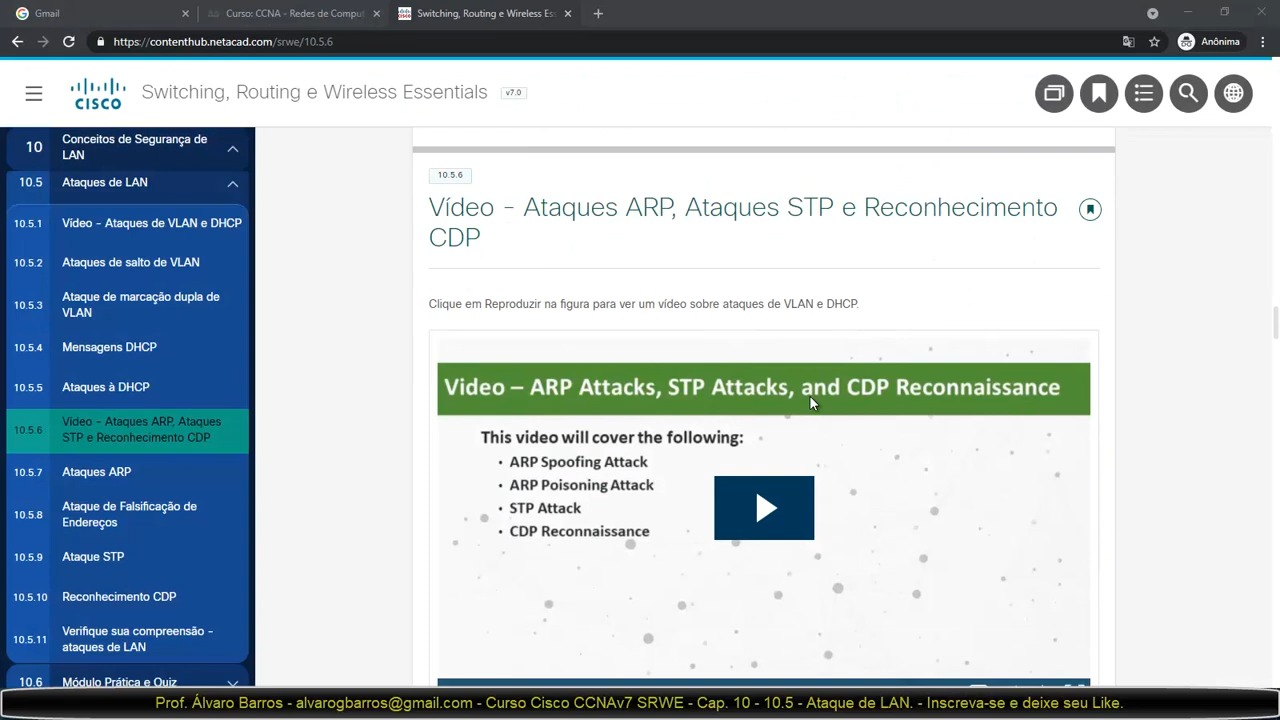 Gmail
Curso: CCNA - Redes de Comput
Switching, Routing e Wireless Ess
https://contenthub.netacad.com/srwe/10.5.6
Anônima
CISCO
Switching, Routing e Wireless Essentials
v7.0
10 Conceitos de Segurança de
LAN
10.5 Ataques de LAN
10.5.1 Vídeo - Ataques de VLAN e DHCP
10.5.2 Ataques de salto de VLAN
10.5.3 Ataque de marcação dupla de
VLAN
10.5.4 Mensagens DHCP
10.5.5 Ataques à DHCP
10.5.6 Vídeo - Ataques ARP, Ataques
STP e Reconhecimento CDP
10.5.7 Ataques ARP
10.5.8 Ataque de Falsificação de
Endereços
10.5.9 Ataque STP
10.5.10 Reconhecimento CDP
10.5.11 Verifique sua compreensão -
ataques de LAN
10.6 Módulo Prática e Quiz
10.5.6
Vídeo - Ataques ARP, Ataques STP e Reconhecimento
CDP
Clique em Reproduzir na figura para ver um vídeo sobre ataques de VLAN e DHCP.
Video – ARP Attacks, STP Attacks, and CDP Reconnaissance
This video will cover the following:
• ARP Spoofing Attack
• ARP Poisoning Attack
• STP Attack
• CDP Reconnaissance
Prof. Álvaro Barros - alvarogbarros@gmail.com - Curso Cisco CCNAv7 SRWE - Cap. 10 - 10.5 - Ataque de LAN. - Inscreva-se e deixe seu Like.